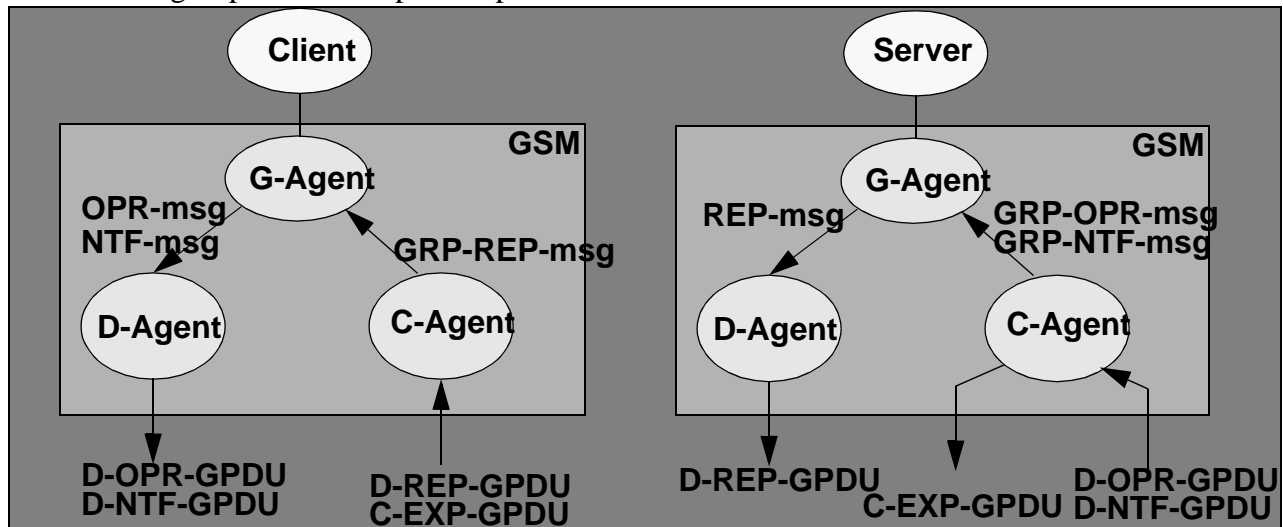 Client
Server
GSM
GSM
G-Agent
G-Agent
OPR-msg
NTF-msg
GRP-REP-msg
REP-msg
GRP-OPR-msg
GRP-NTF-msg
D-Agent
C-Agent
D-Agent
C-Agent
D-OPR-GPDU
D-NTF-GPDU
D-REP-GPDU
C-EXP-GPDU
D-REP-GPDU
C-EXP-GPDU
D-OPR-GPDU
D-NTF-GPDU